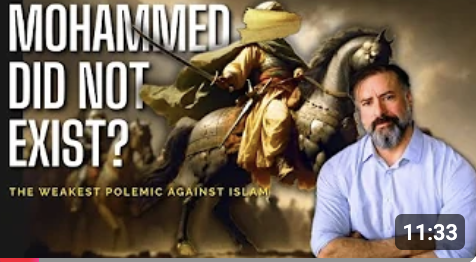 MOHAMMED
DID NOT
EXIST?
THE WEAKEST POLEMIC AGAINST ISLAM
11:33